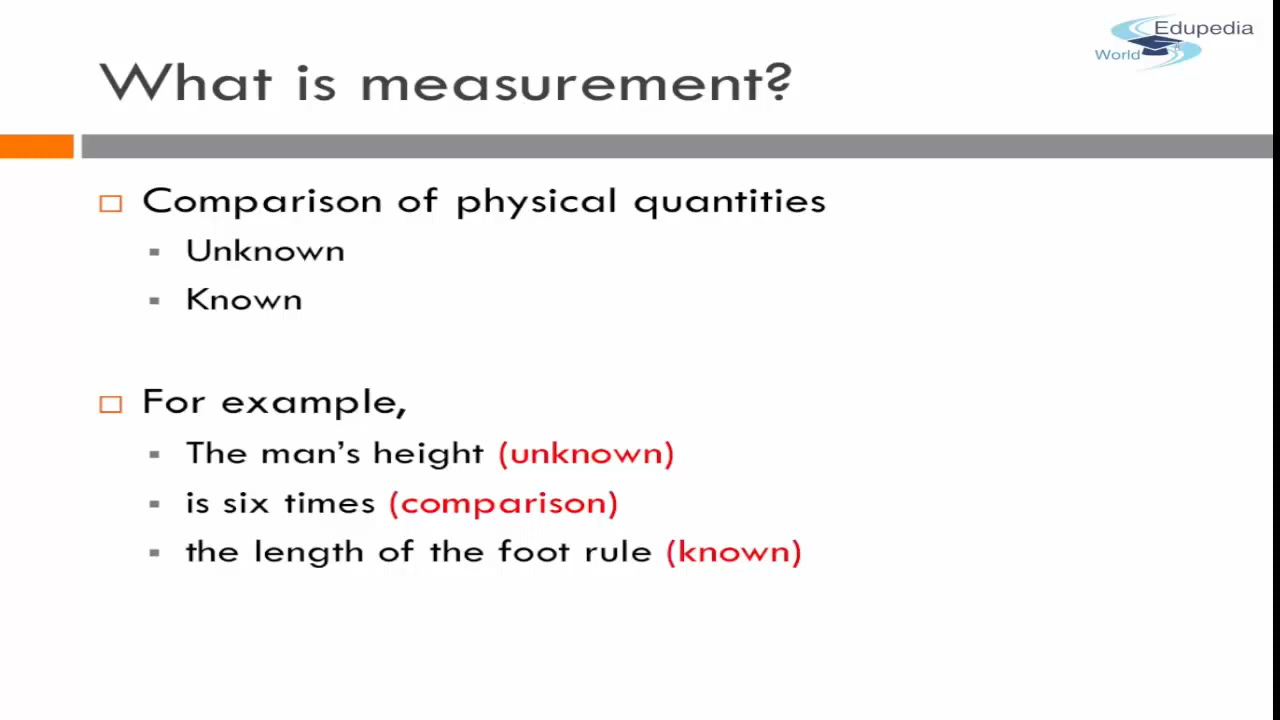 Edupedia
World
What is measurement?
Comparison of physical quantities
Unknown
Known
For example,
The man’s height (unknown)
is six times (comparison)
the length of the foot rule (known)